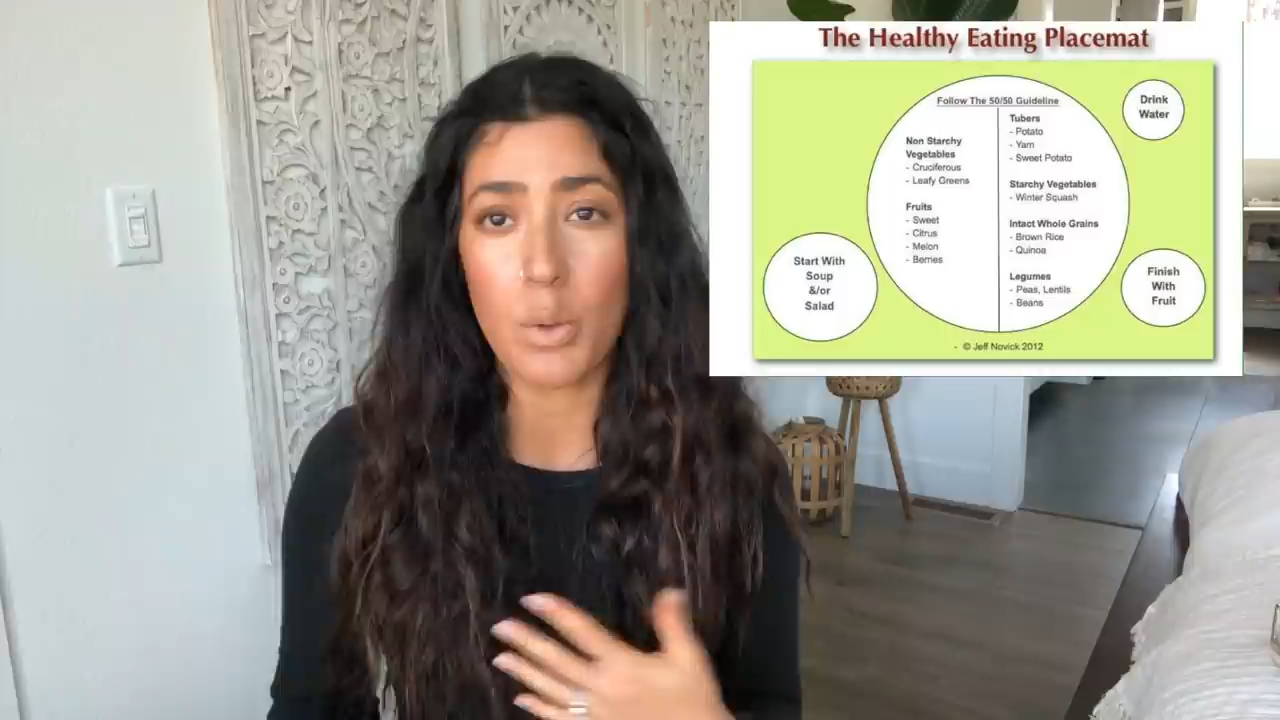 The Healthy Eating Placemat
Follow The 50/50 Guideline
Non Starchy
Vegetables
- Cruciferous
- Leafy Greens
Fruits
- Sweet
- Citrus
- Melon
- Berries
Tubers
- Potato
- Yam
- Sweet Potato
Starchy Vegetables
- Winter Squash
Intact Whole Grains
- Brown Rice
- Quinoa
Legumes
- Peas, Lentils
- Beans
Drink
Water
Start With
Soup
&/or
Salad
Finish
With
Fruit
- © Jeff Novick 2012